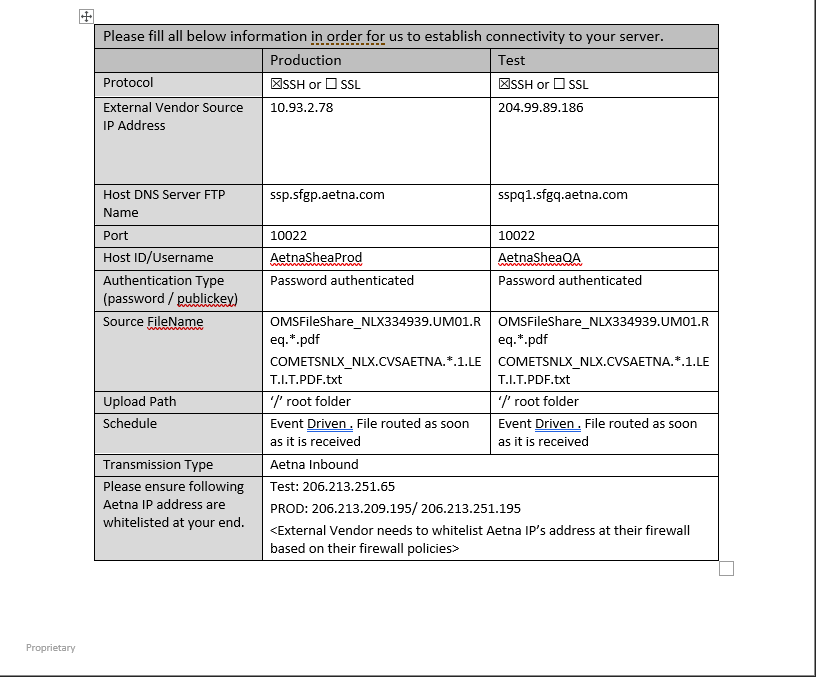 Please fill all below information in order for us to establish connectivity to your server.
Production
Test
Protocol
☒SSH or ☐ SSL
☒SSH or ☐ SSL
External Vendor Source
IP Address
10.93.2.78
204.99.89.186
Host DNS Server FTP
Name
ssp.sfgp.aetna.com
sspq1.sfgq.aetna.com
Port
10022
10022
Host ID/Username
AetnaSheaProd
AetnaSheaQA
Authentication Type
(password / publickey)
Password authenticated
Password authenticated
Source FileName
OMSFileShare_NLX334939.UM01.R
eq.*.pdf
COMETSNLX_NLX.CVSAETNA.*.1.LE
T.I.T.PDF.txt
OMSFileShare_NLX334939.UM01.R
eq.*.pdf
COMETSNLX_NLX.CVSAETNA.*.1.LE
T.I.T.PDF.txt
Upload Path
‘/’ root folder
‘/’ root folder
Schedule
Event Driven . File routed as soon
as it is received
Event Driven . File routed as soon
as it is received
Transmission Type
Aetna Inbound
Please ensure following
Aetna IP address are
whitelisted at your end.
Test: 206.213.251.65
PROD: 206.213.209.195/ 206.213.251.195
<External Vendor needs to whitelist Aetna IP’s address at their firewall
based on their firewall policies>
Proprietary